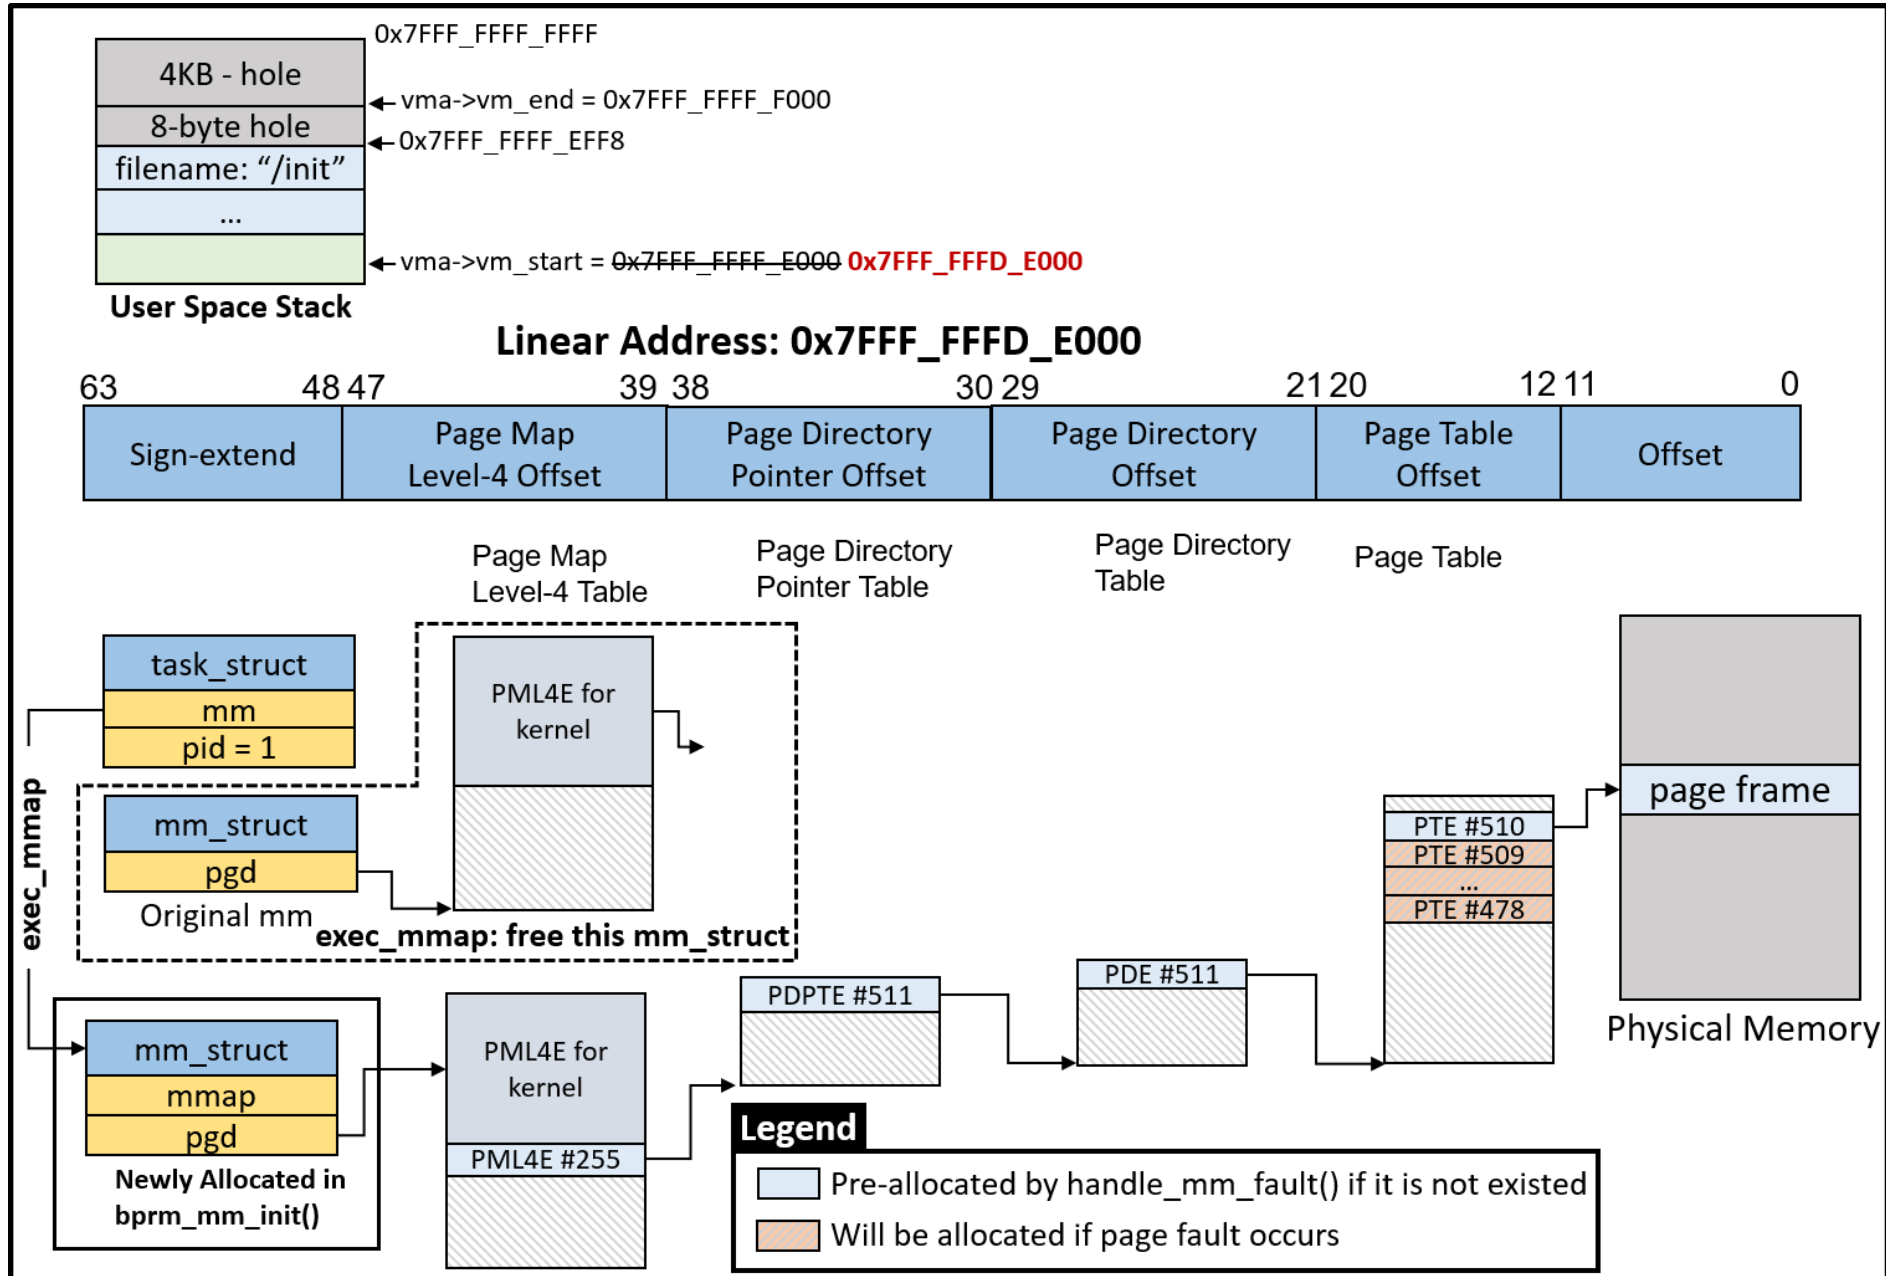 0x7FFF_FFFF_FFFF
4KB - hole
vma->vm_end = 0x7FFF_FFFF_F000
8-byte hole
0x7FFF_FFFF_EFF8
filename: “/init”
...
vma->vm_start = 0x7FFF_FFFF_E000 0x7FFF_FFFD_E000
User Space Stack
Linear Address: 0x7FFF_FFFD_E000
63 48 47 39 38 30 29 21 20 12 11 0
Sign-extend
Page Map
Level-4 Offset
Page Directory
Pointer Offset
Page Directory
Offset
Page Table
Offset
Offset
Page Map
Level-4 Table
Page Directory
Pointer Table
Page Directory
Table
Page Table
task_struct
mm
pid = 1
exec_mmap
PML4E for
kernel
mm_struct
pgd
Original mm
exec_mmap: free this mm_struct
PTE #510
PTE #509
...
PTE #478
page frame
Physical Memory
mm_struct
mmap
pgd
Newly Allocated in
bprm_mm_init()
PML4E for
kernel
PML4E #255
PDPTE #511
PDE #511
Legend
Pre-allocated by handle_mm_fault() if it is not existed
Will be allocated if page fault occurs